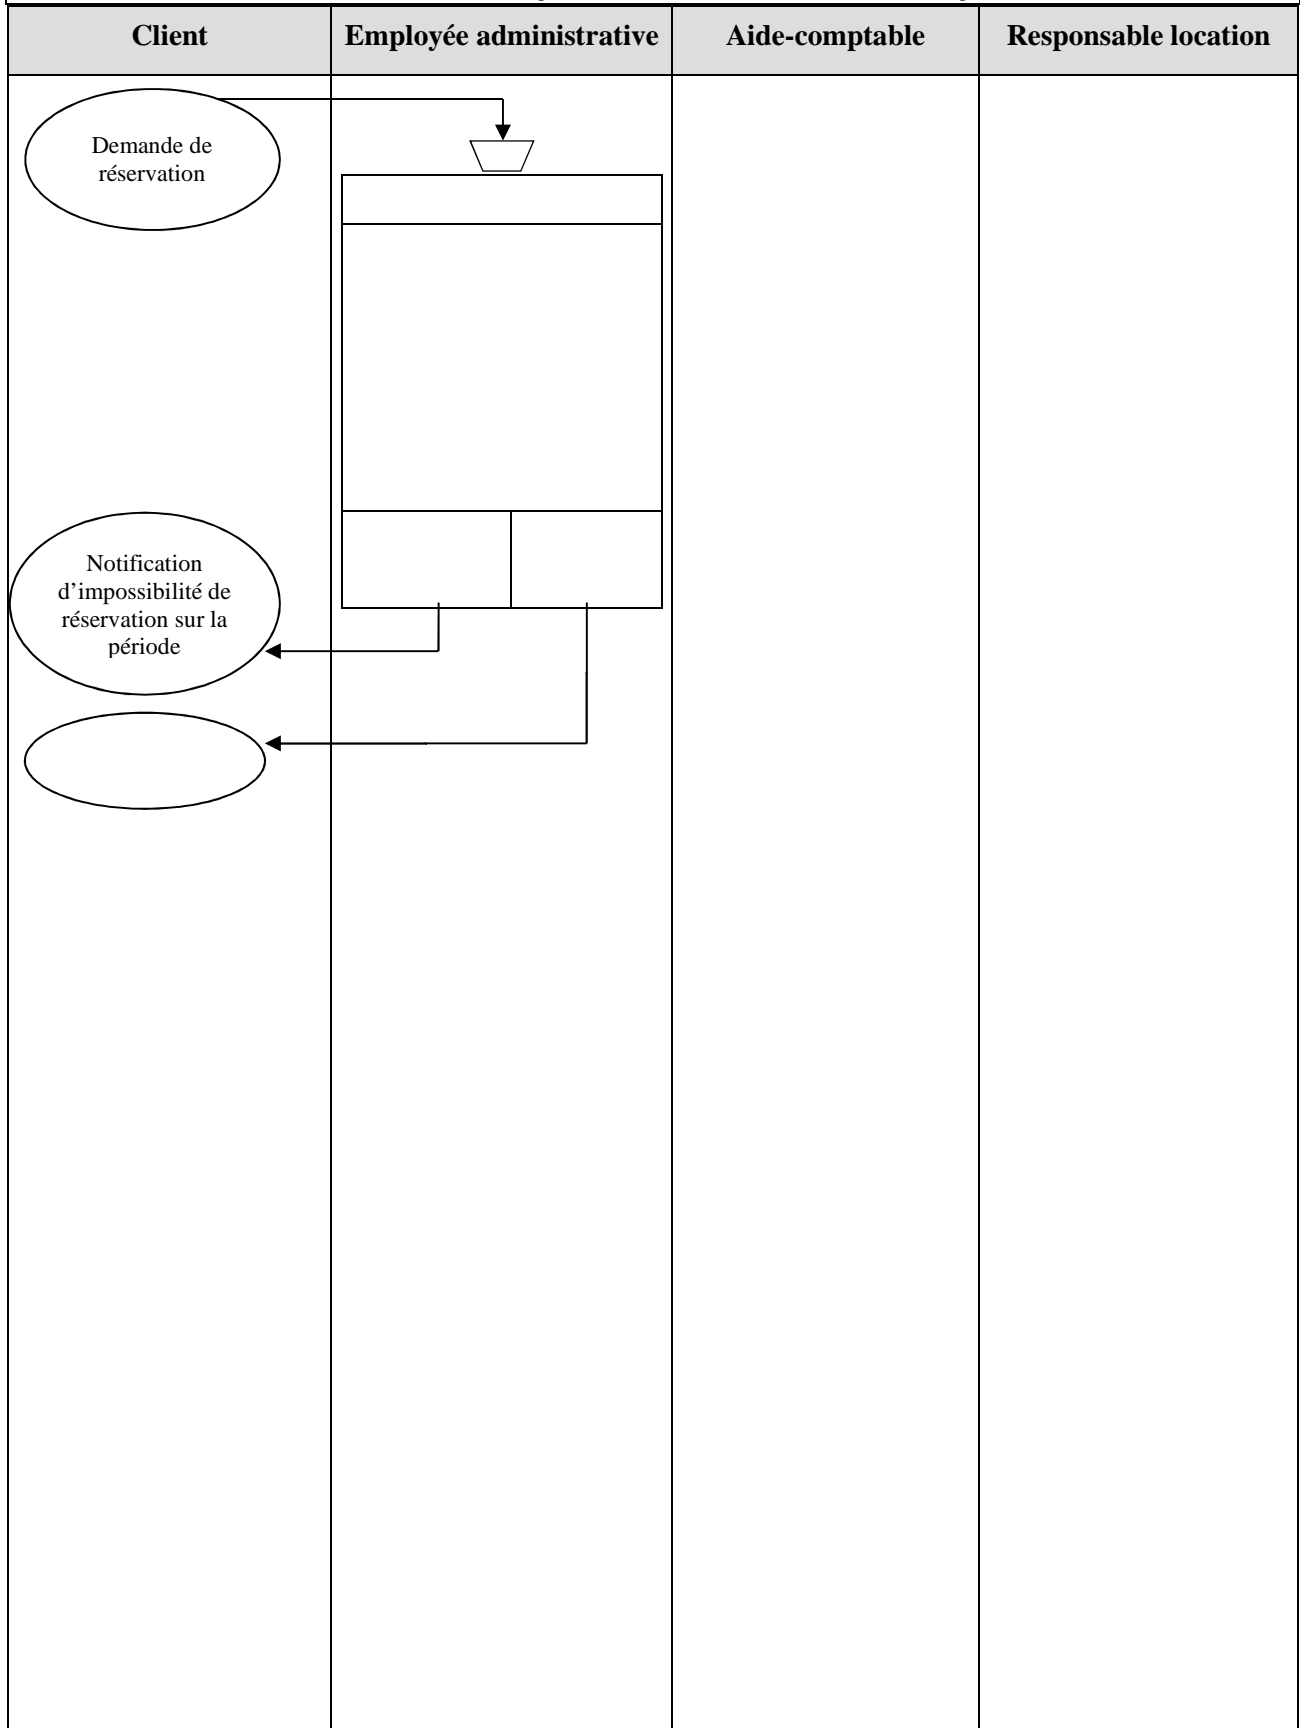 Client
Employée administrative
Aide-comptable
Responsable location
Demande de
réservation
Notification
d’impossibilité de
réservation sur la
période